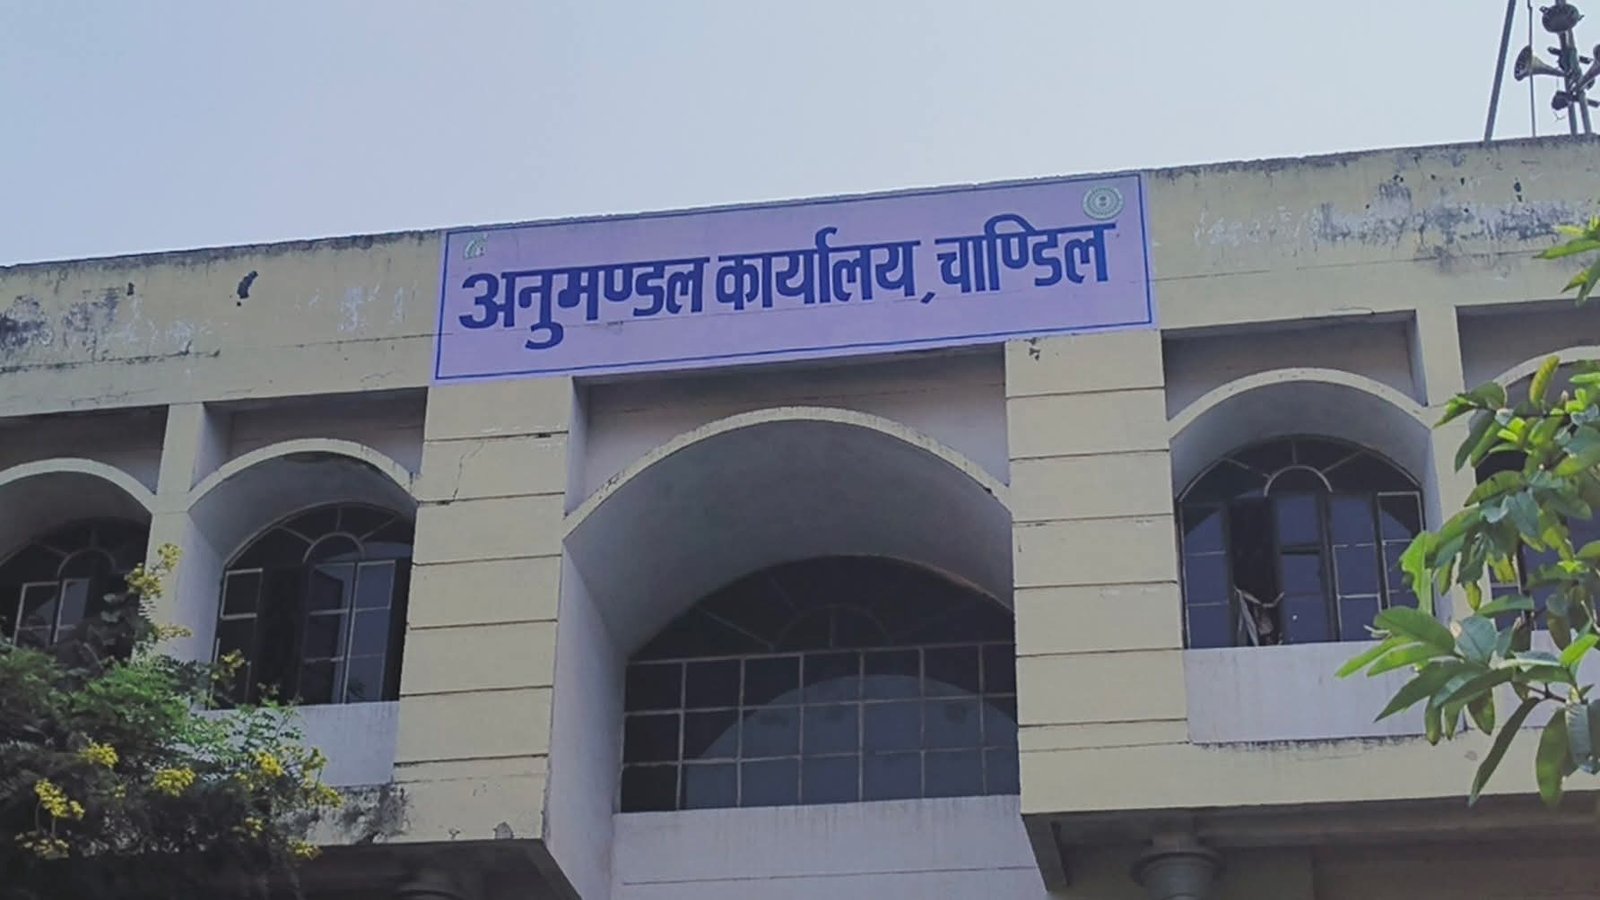 अनुमण्डल कार्यालय, चाण्डिल